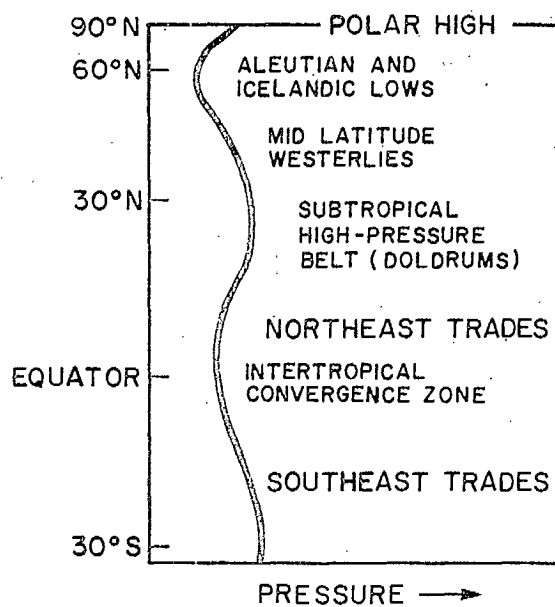 90°N
POLAR HIGH
60°N
ALEUTIAN AND
ICELANDIC LOWS
MID LATITUDE
WESTERLIES
30°N
SUBTROPICAL
HIGH-PRESSURE
BELT (DOLDRUMS)
NORTHEAST TRADES
EQUATOR
INTERTROPICAL
CONVERGENCE ZONE
SOUTHEAST TRADES
30°S
PRESSURE →